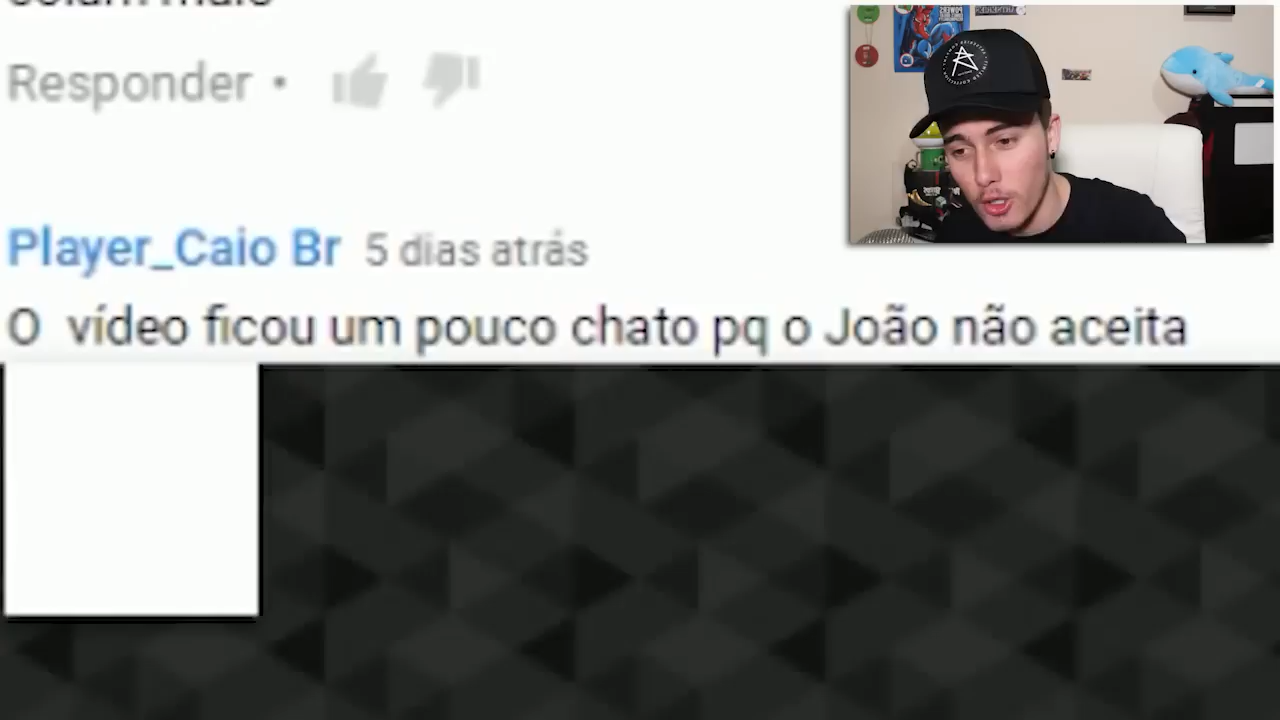 Responder •
Player_Caio Br 5 dias atrás
O vídeo ficou um pouco chato pq o João não aceita